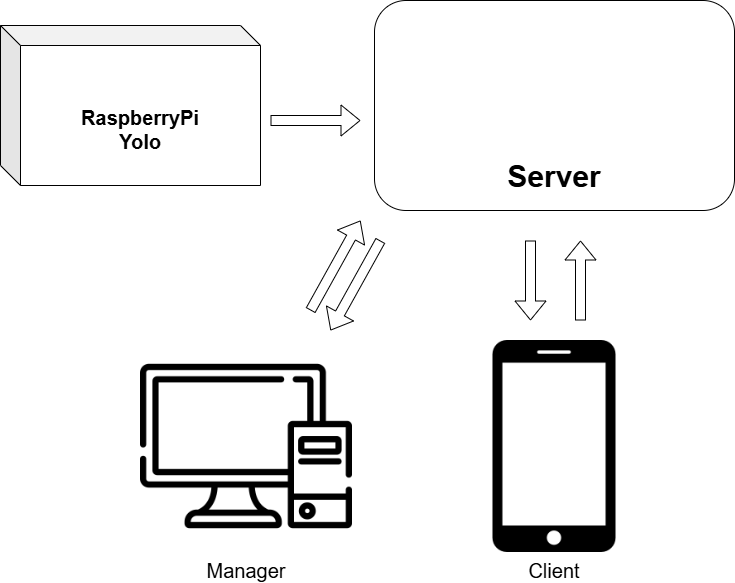 RaspberryPi
Yolo
Server
Manager
Client